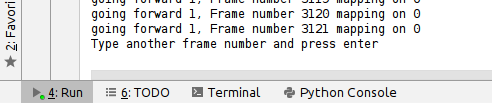 going forward 1, Frame number 3119 mapping on 0
going forward 1, Frame number 3120 mapping on 0
going forward 1, Frame number 3121 mapping on 0
Type another frame number and press enter
2: Favori
4: Run
6: TODO
Terminal
Python Console